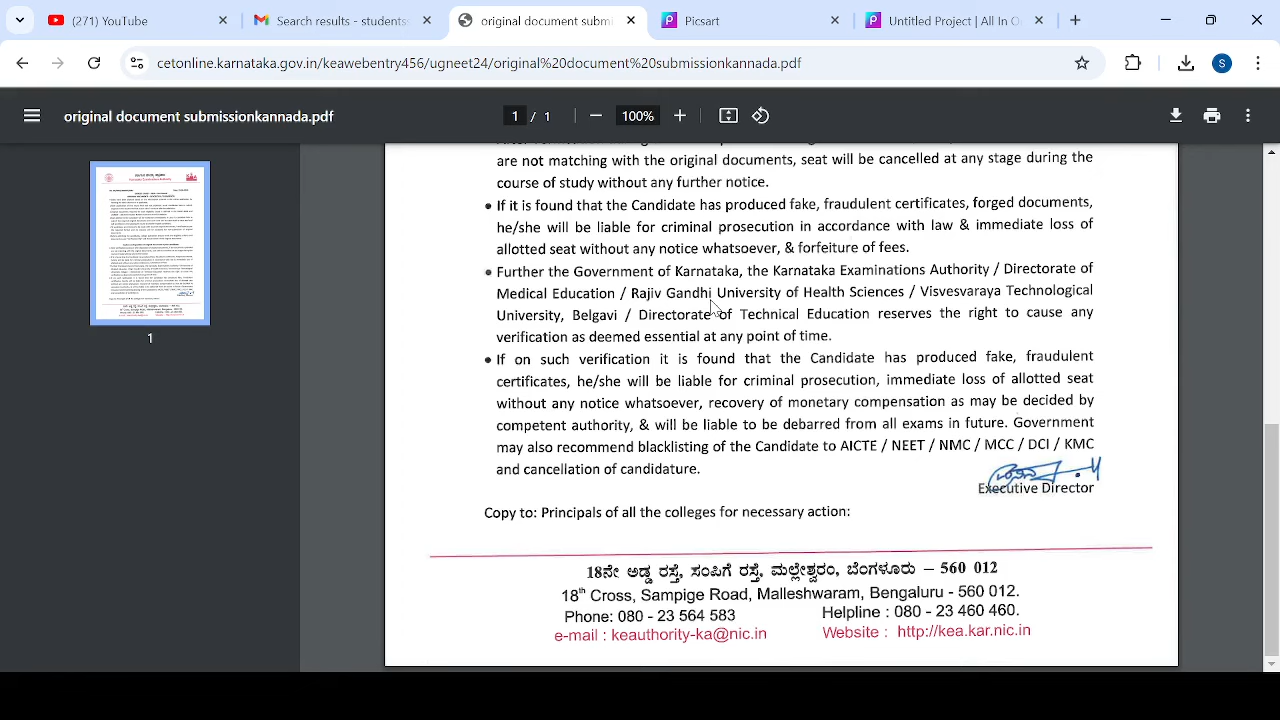 (271) YouTube
Search results - students
original document subm
Picsart
Untitled Project | All In O
cetonline.karnataka.gov.in/keawebentry456/ugneet24/original%20document%20submissionkannada.pdf
S
original document submissionkannada.pdf
1 / 1
100%
are not matching with the original documents, seat will be cancelled at any stage during the
course of study without any further notice.
• If it is found that the Candidate has produced fake, fraudulent certificates, forged documents,
he/she will be liable for criminal prosecution in accordance with law & immediate loss of
allotted seat without any notice whatsoever, & forfeiture of fees.
• Further the Government of Karnataka, the Karnataka Examinations Authority / Directorate of
Medical Education / Rajiv Gandhi University of Health Sciences / Visvesvaraya Technological
University, Belgavi / Directorate of Technical Education reserves the right to cause any
verification as deemed essential at any point of time.
• If on such verification it is found that the Candidate has produced fake, fraudulent
certificates, he/she will be liable for criminal prosecution, immediate loss of allotted seat
without any notice whatsoever, recovery of monetary compensation as may be decided by
competent authority, & will be liable to be debarred from all exams in future. Government
may also recommend blacklisting of the Candidate to AICTE / NEET / NMC / MCC / DCI / KMC
and cancellation of candidature.
Executive Director
Copy to: Principals of all the colleges for necessary action:
18ನೇ ಅಡ್ಡ ರಸ್ತೆ, ಸಂಪಿಗೆ ರಸ್ತೆ, ಮಲ್ಲೇಶ್ವರಂ, ಬೆಂಗಳೂರು – 560 012
18th Cross, Sampige Road, Malleshwaram, Bengaluru - 560 012.
Phone: 080 - 23 564 583 Helpline : 080 - 23 460 460.
e-mail : keauthority-ka@nic.in Website : http://kea.kar.nic.in
1